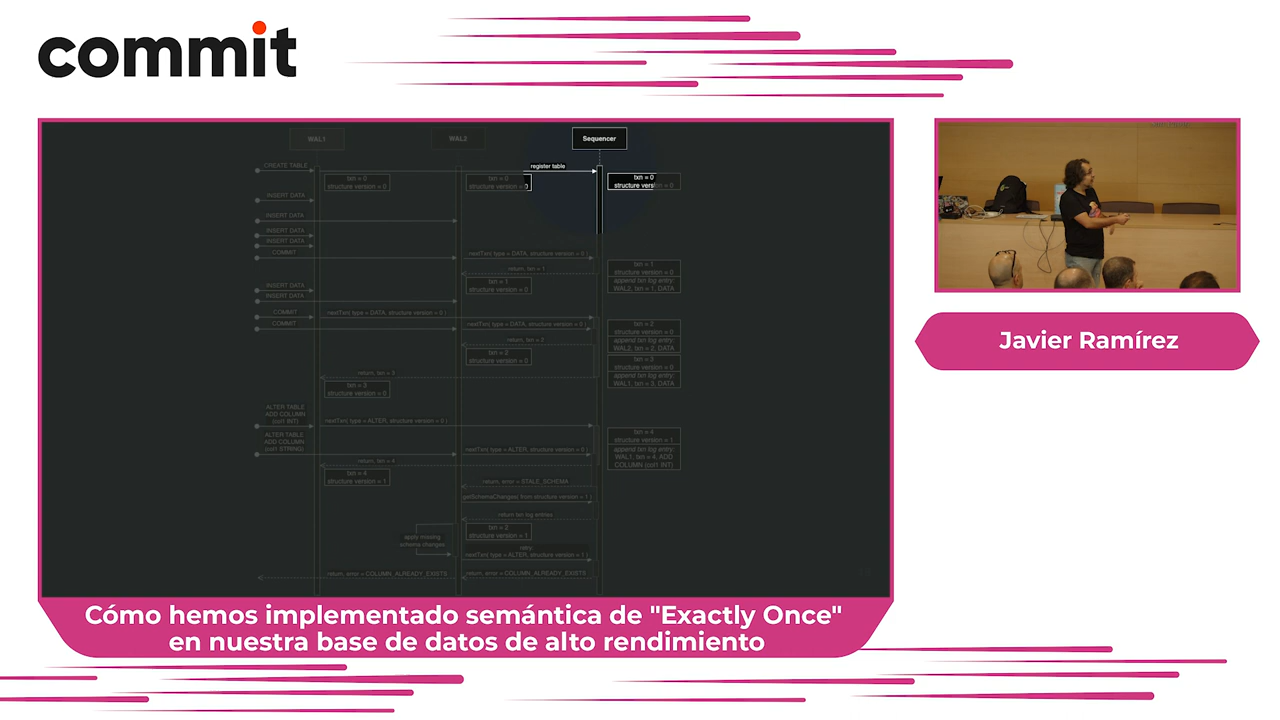 commit
WAL1
WAL2
Sequencer
CREATE TABLE
register table
txn = 0
structure version = 0
txn = 0
structure version = 0
txn = 0
structure version = 0
INSERT DATA
INSERT DATA
INSERT DATA
INSERT DATA
COMMIT
nextTxn( type = DATA, structure version = 0 )
return, txn = 1
txn = 1
structure version = 0
txn = 1
structure version = 0
append txn log entry:
WAL2, txn = 1, DATA
INSERT DATA
INSERT DATA
COMMIT
nextTxn( type = DATA, structure version = 0 )
COMMIT
nextTxn( type = DATA, structure version = 0 )
return, txn = 2
txn = 2
structure version = 0
txn = 2
structure version = 0
append txn log entry:
WAL2, txn = 2, DATA
txn = 3
structure version = 0
append txn log entry:
WAL1, txn = 3, DATA
return, txn = 3
txn = 3
structure version = 0
ALTER TABLE
ADD COLUMN
(col1 INT)
nextTxn( type = ALTER, structure version = 0 )
ALTER TABLE
ADD COLUMN
(col1 STRING)
nextTxn( type = ALTER, structure version = 0 )
txn = 4
structure version = 1
append txn log entry:
WAL1, txn = 4, ADD
COLUMN (col1 INT)
return, txn = 4
txn = 4
structure version = 1
return, error = STALE_SCHEMA
getSchemaChanges( from structure version = 1 )
return txn log entries
txn = 2
structure version = 1
apply missing
schema changes
retry:
nextTxn( type = ALTER, structure version = 1 )
return, error = COLUMN_ALREADY_EXISTS
return, error = COLUMN_ALREADY_EXISTS
Javier Ramírez
Cómo hemos implementado semántica de "Exactly Once"
en nuestra base de datos de alto rendimiento